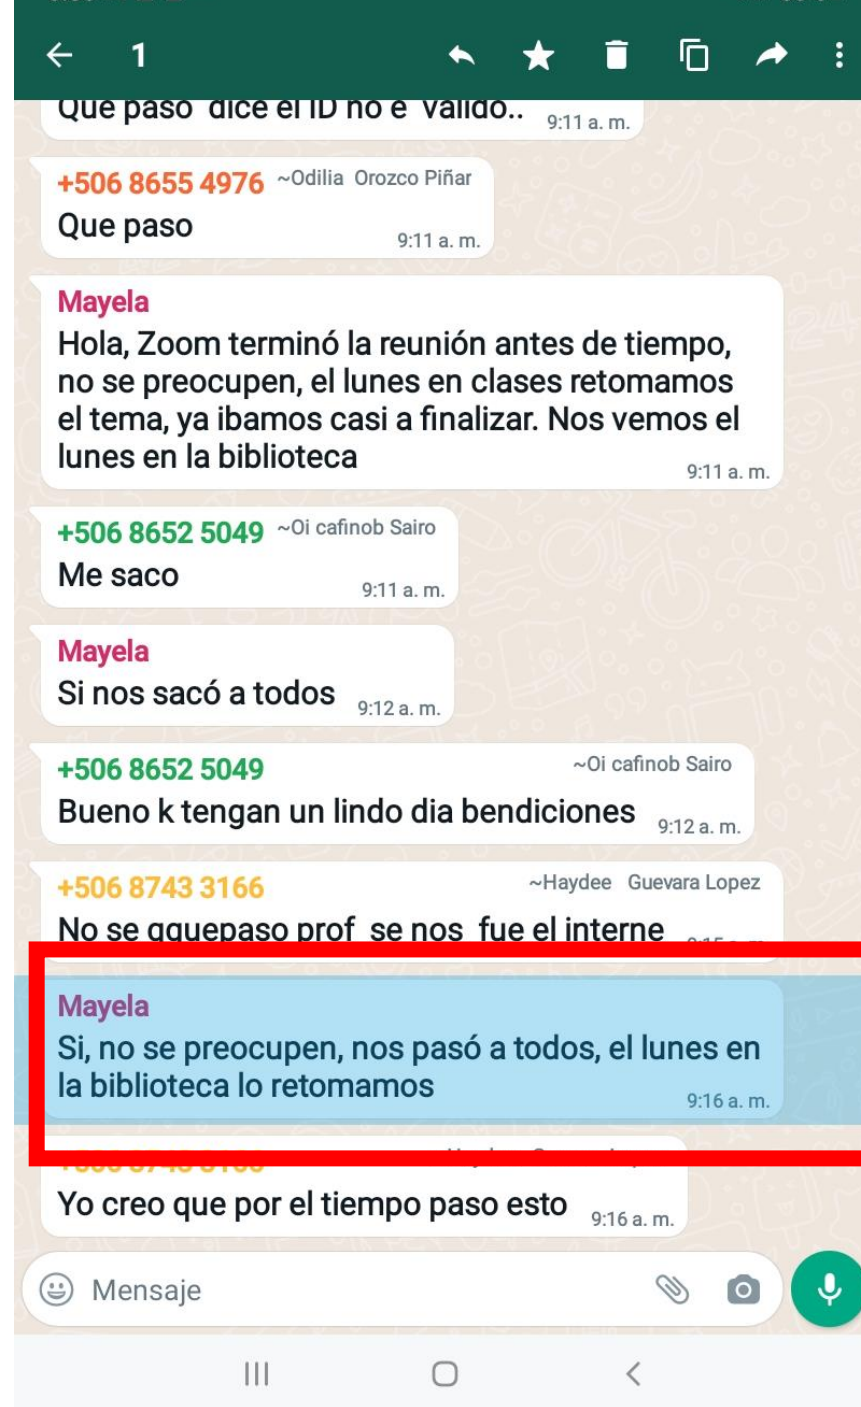 1
Que paso dice el ID no e valido.. 9:11 a. m.
+506 8655 4976 ~Odilia Orozco Piñar
Que paso 9:11 a. m.
Mayela
Hola, Zoom terminó la reunión antes de tiempo,
no se preocupen, el lunes en clases retomamos
el tema, ya ibamos casi a finalizar. Nos vemos el
lunes en la biblioteca 9:11 a. m.
+506 8652 5049 ~Oi cafinob Sairo
Me saco 9:11 a. m.
Mayela
Si nos sacó a todos 9:12 a. m.
+506 8652 5049 ~Oi cafinob Sairo
Bueno k tengan un lindo dia bendiciones 9:12 a. m.
+506 8743 3166 ~Haydee Guevara Lopez
No se qquepaso prof se nos fue el interne
Mayela
Si, no se preocupen, nos pasó a todos, el lunes en
la biblioteca lo retomamos 9:16 a. m.
Yo creo que por el tiempo paso esto 9:16 a. m.
Mensaje